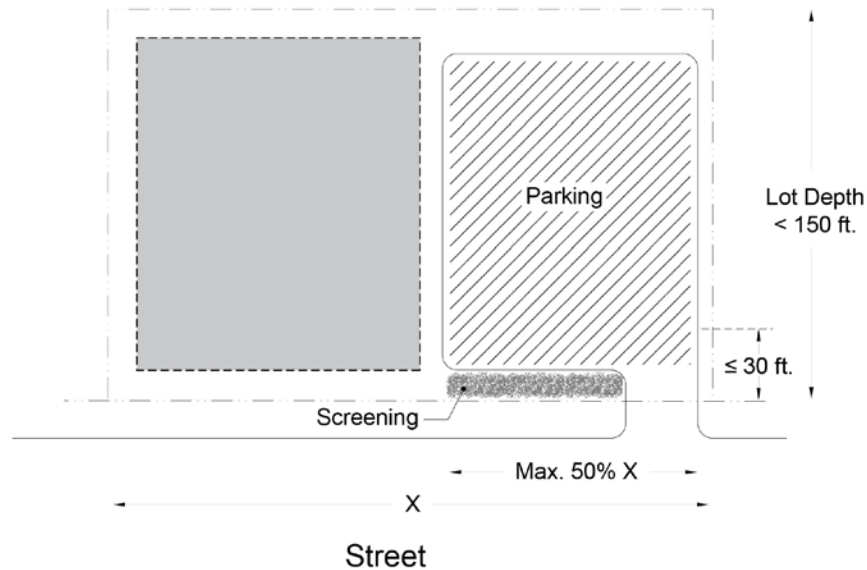 Parking
Lot Depth
< 150 ft.
≤ 30 ft.
Screening
Max. 50% X
X
Street